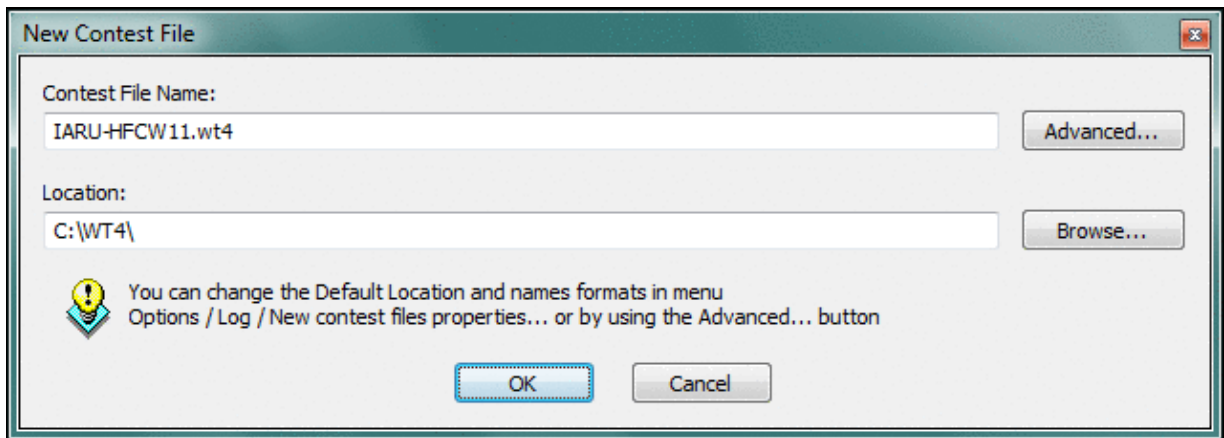 New Contest File
Contest File Name:
IARU-HFCW11.wt4
Advanced...
Location:
C:\WT4\
Browse...
You can change the Default Location and names formats in menu
Options / Log / New contest files properties... or by using the Advanced... button
OK
Cancel